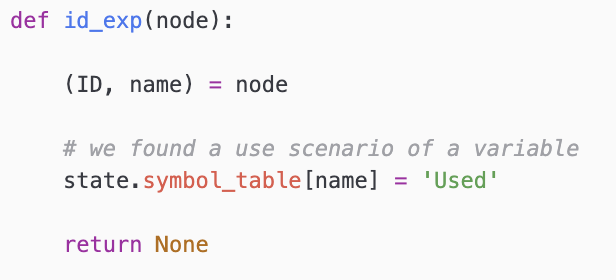 def id_exp(node):
(ID, name) = node
# we found a use scenario of a variable
state.symbol_table[name] = 'Used'
return None